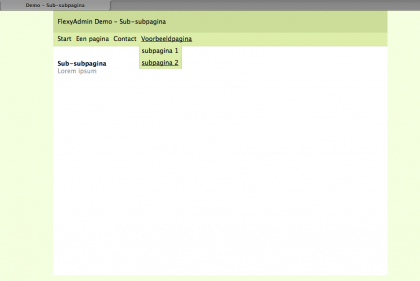 Demo - Sub-subpagina
FlexyAdmin Demo - Sub-subpagina
Start Een pagina Contact Voorbeeldpagina
subpagina 1
subpagina 2
Sub-subpagina
Lorem ipsum